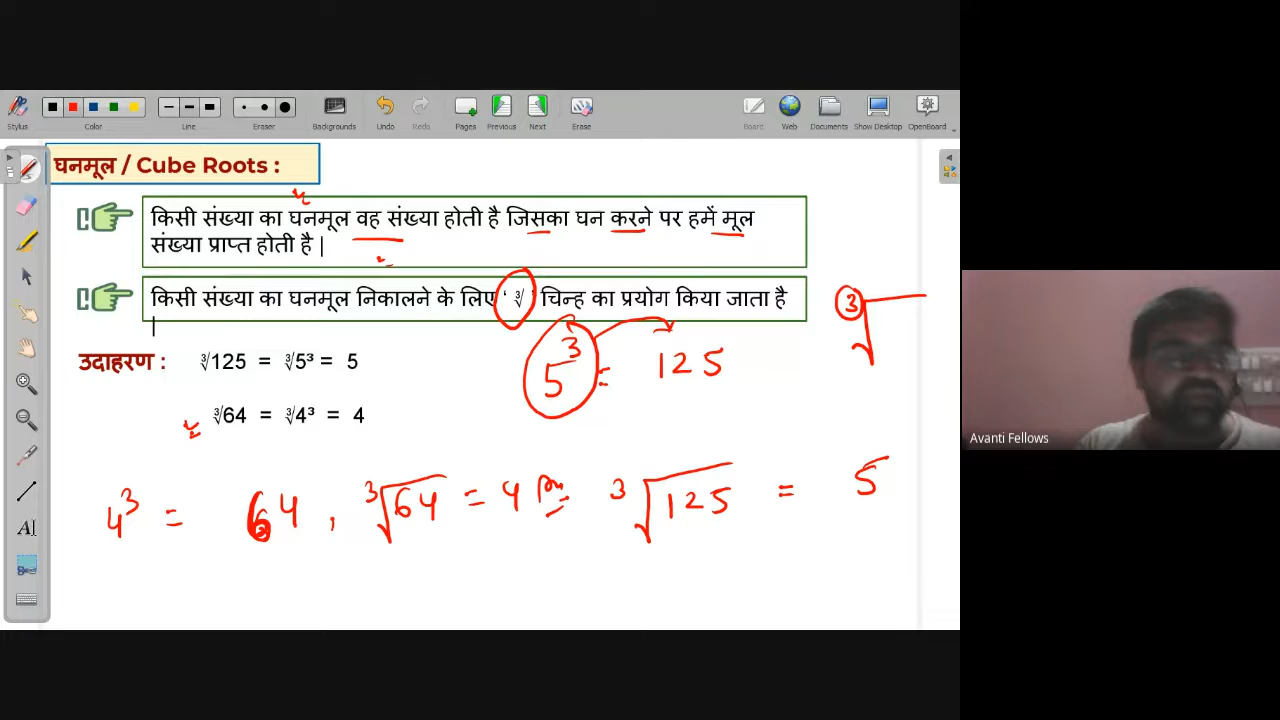 Stylus
Color
Line
Eraser
Backgrounds
Undo
Redo
Pages
Previous
Next
Erase
Board
Web
Documents
Show Desktop
OpenBoard
घनमूल / Cube Roots :
किसी संख्या का घनमूल वह संख्या होती है जिसका घन करने पर हमें मूल
संख्या प्राप्त होती है |
किसी संख्या का घनमूल निकालने के लिए ' ∛ ' चिन्ह का प्रयोग किया जाता है
|
उदाहरण : ∛125 = ∛5³ = 5
5³ = 125
∛
∛64 = ∛4³ = 4
4³ = 64 , ∛64 = 4
∛125 = 5
Avanti Fellows